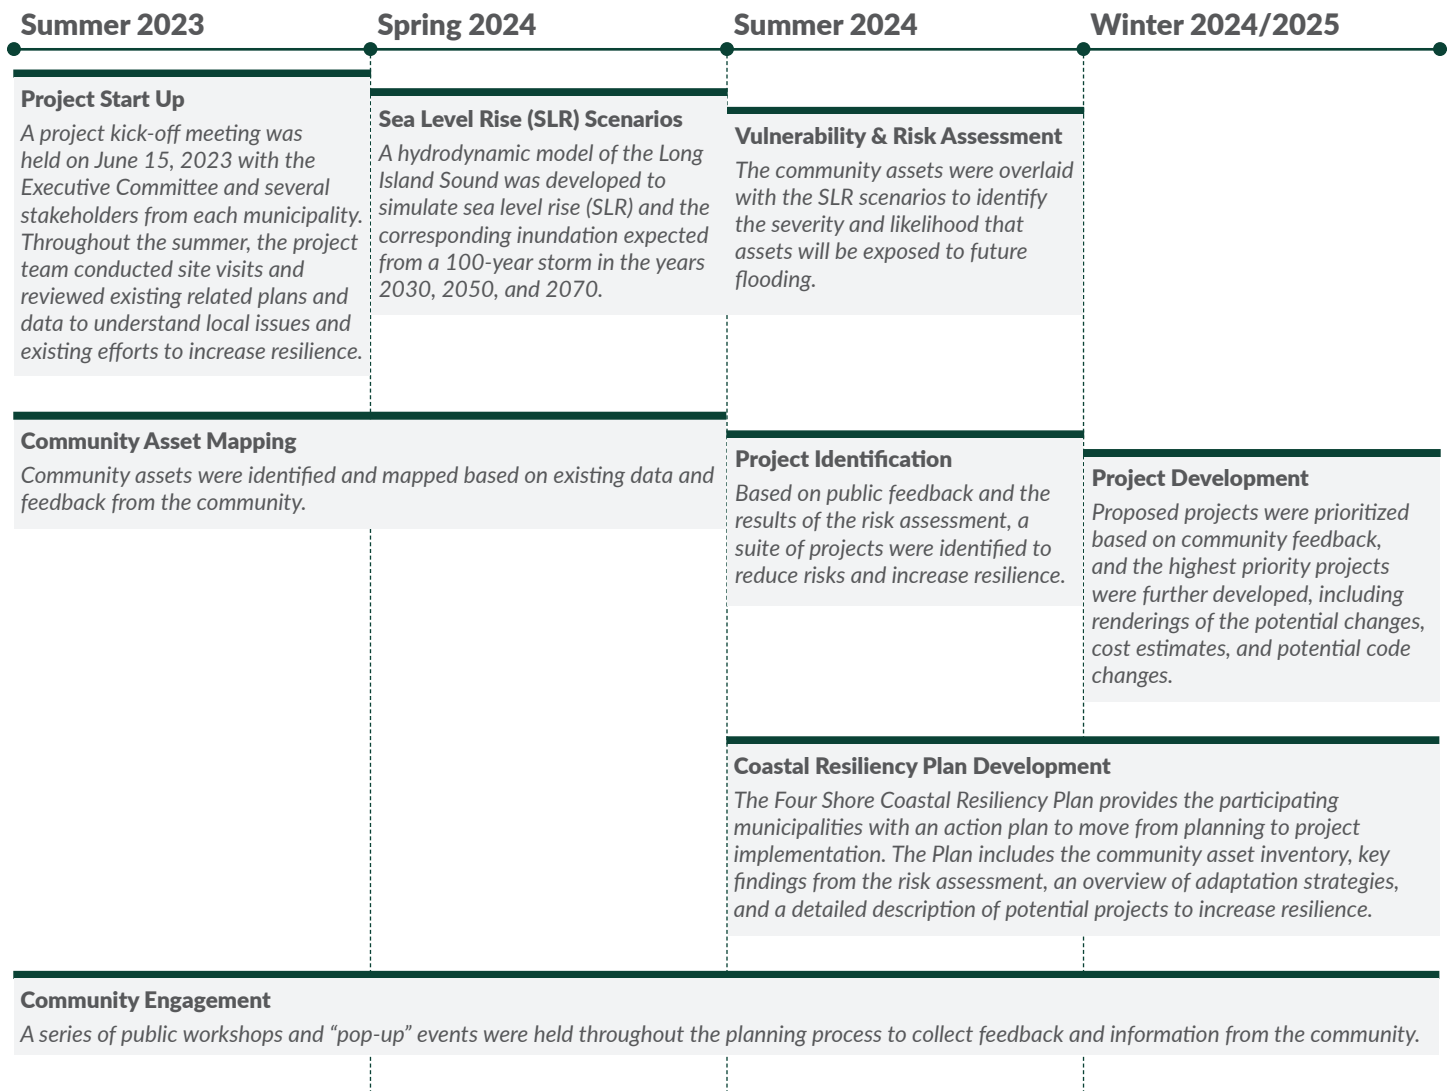 Summer 2023
Spring 2024
Summer 2024
Winter 2024/2025
Project Start Up
A project kick-off meeting was
held on June 15, 2023 with the
Executive Committee and several
stakeholders from each municipality.
Throughout the summer, the project
team conducted site visits and
reviewed existing related plans and
data to understand local issues and
existing efforts to increase resilience.
Sea Level Rise (SLR) Scenarios
A hydrodynamic model of the Long
Island Sound was developed to
simulate sea level rise (SLR) and the
corresponding inundation expected
from a 100-year storm in the years
2030, 2050, and 2070.
Vulnerability & Risk Assessment
The community assets were overlaid
with the SLR scenarios to identify
the severity and likelihood that
assets will be exposed to future
flooding.
Community Asset Mapping
Community assets were identified and mapped based on existing data and
feedback from the community.
Project Identification
Based on public feedback and the
results of the risk assessment, a
suite of projects were identified to
reduce risks and increase resilience.
Project Development
Proposed projects were prioritized
based on community feedback,
and the highest priority projects
were further developed, including
renderings of the potential changes,
cost estimates, and potential code
changes.
Coastal Resiliency Plan Development
The Four Shore Coastal Resiliency Plan provides the participating
municipalities with an action plan to move from planning to project
implementation. The Plan includes the community asset inventory, key
findings from the risk assessment, an overview of adaptation strategies,
and a detailed description of potential projects to increase resilience.
Community Engagement
A series of public workshops and “pop-up” events were held throughout the planning process to collect feedback and information from the community.